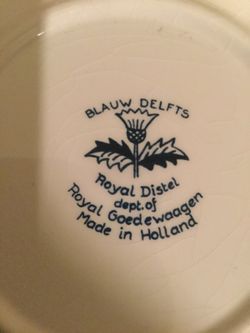 BLAUW DELFTS
Royal Distel
dept. of
Royal Goedewaagen
Made in Holland